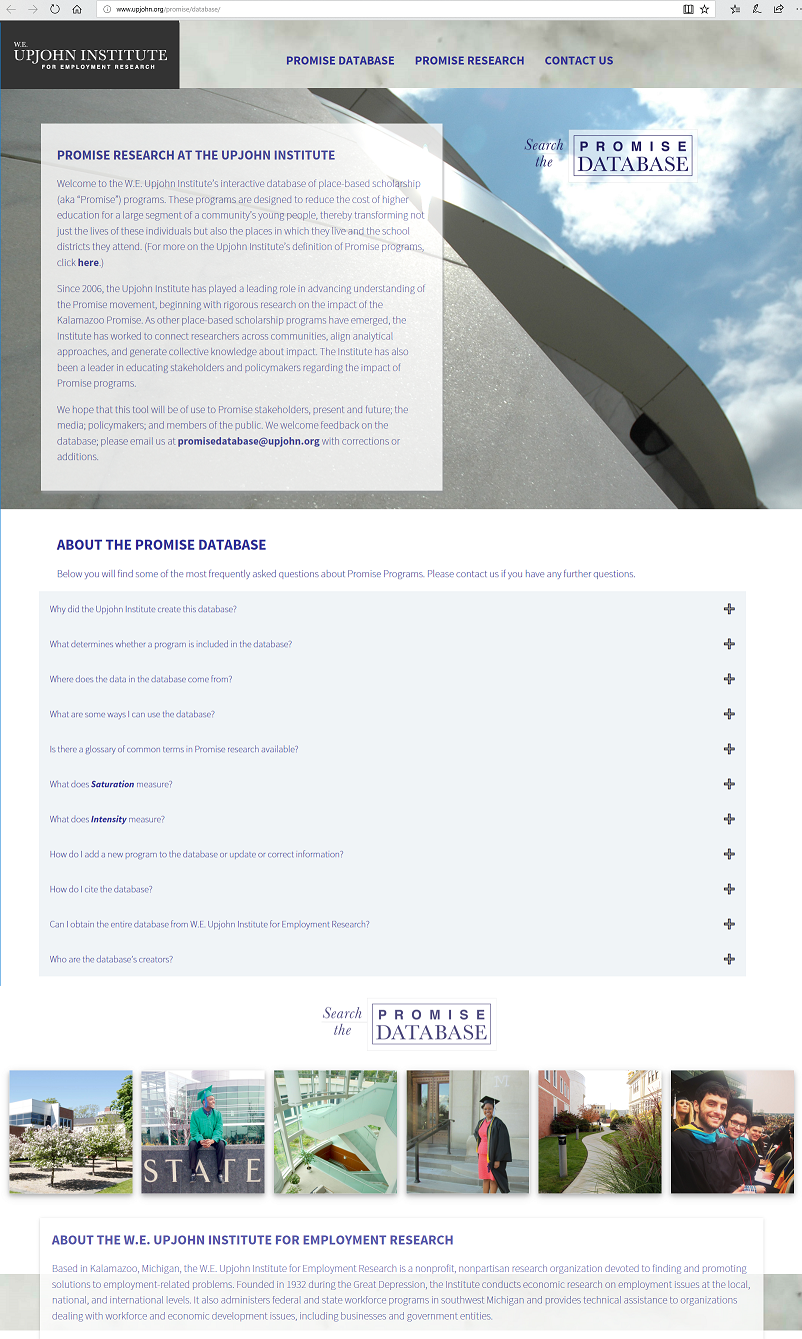 www.upjohn.org/promise/database/
W.E.
UPJOHN INSTITUTE
FOR EMPLOYMENT RESEARCH
PROMISE DATABASE
PROMISE RESEARCH
CONTACT US
Search
the
PROMISE
DATABASE
PROMISE RESEARCH AT THE UPJOHN INSTITUTE
Welcome to the W.E. Upjohn Institute's interactive database of place-based scholarship
(aka “Promise”) programs. These programs are designed to reduce the cost of higher
education for a large segment of a community's young people, thereby transforming not
just the lives of these individuals but also the places in which they live and the school
districts they attend. (For more on the Upjohn Institute's definition of Promise programs,
click here.)
Since 2006, the Upjohn Institute has played a leading role in advancing understanding of
the Promise movement, beginning with rigorous research on the impact of the
Kalamazoo Promise. As other place-based scholarship programs have emerged, the
Institute has worked to connect researchers across communities, align analytical
approaches, and generate collective knowledge about impact. The Institute has also
been a leader in educating stakeholders and policymakers regarding the impact of
Promise programs.
We hope that this tool will be of use to Promise stakeholders, present and future; the
media; policymakers; and members of the public. We welcome feedback on the
database; please email us at promisedatabase@upjohn.org with corrections or
additions.
ABOUT THE PROMISE DATABASE
Below you will find some of the most frequently asked questions about Promise Programs. Please contact us if you have any further questions.
Why did the Upjohn Institute create this database?
What determines whether a program is included in the database?
Where does the data in the database come from?
What are some ways I can use the database?
Is there a glossary of common terms in Promise research available?
What does Saturation measure?
What does Intensity measure?
How do I add a new program to the database or update or correct information?
How do I cite the database?
Can I obtain the entire database from W.E. Upjohn Institute for Employment Research?
Who are the database's creators?
Search
the
PROMISE
DATABASE
STATE
M
ABOUT THE W.E. UPJOHN INSTITUTE FOR EMPLOYMENT RESEARCH
Based in Kalamazoo, Michigan, the W.E. Upjohn Institute for Employment Research is a nonprofit, nonpartisan research organization devoted to finding and promoting
solutions to employment-related problems. Founded in 1932 during the Great Depression, the Institute conducts economic research on employment issues at the local,
national, and international levels. It also administers federal and state workforce programs in southwest Michigan and provides technical assistance to organizations
dealing with workforce and economic development issues, including businesses and government entities.